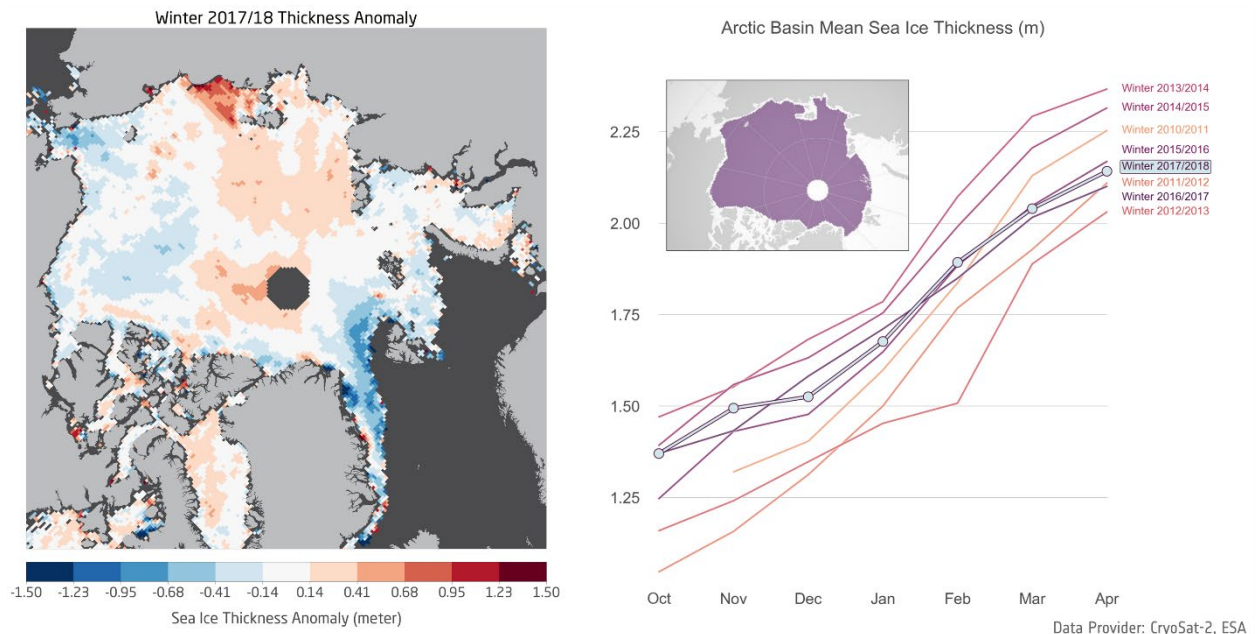 Winter 2017/18 Thickness Anomaly
-1.50 -1.23 -0.95 -0.68 -0.41 -0.14 0.14 0.41 0.68 0.95 1.23 1.50
Sea Ice Thickness Anomaly (meter)
Arctic Basin Mean Sea Ice Thickness (m)
2.25
2.00
1.75
1.50
1.25
Winter 2013/2014
Winter 2014/2015
Winter 2010/2011
Winter 2015/2016
Winter 2017/2018
Winter 2011/2012
Winter 2016/2017
Winter 2012/2013
Oct Nov Dec Jan Feb Mar Apr
Data Provider: CryoSat-2, ESA